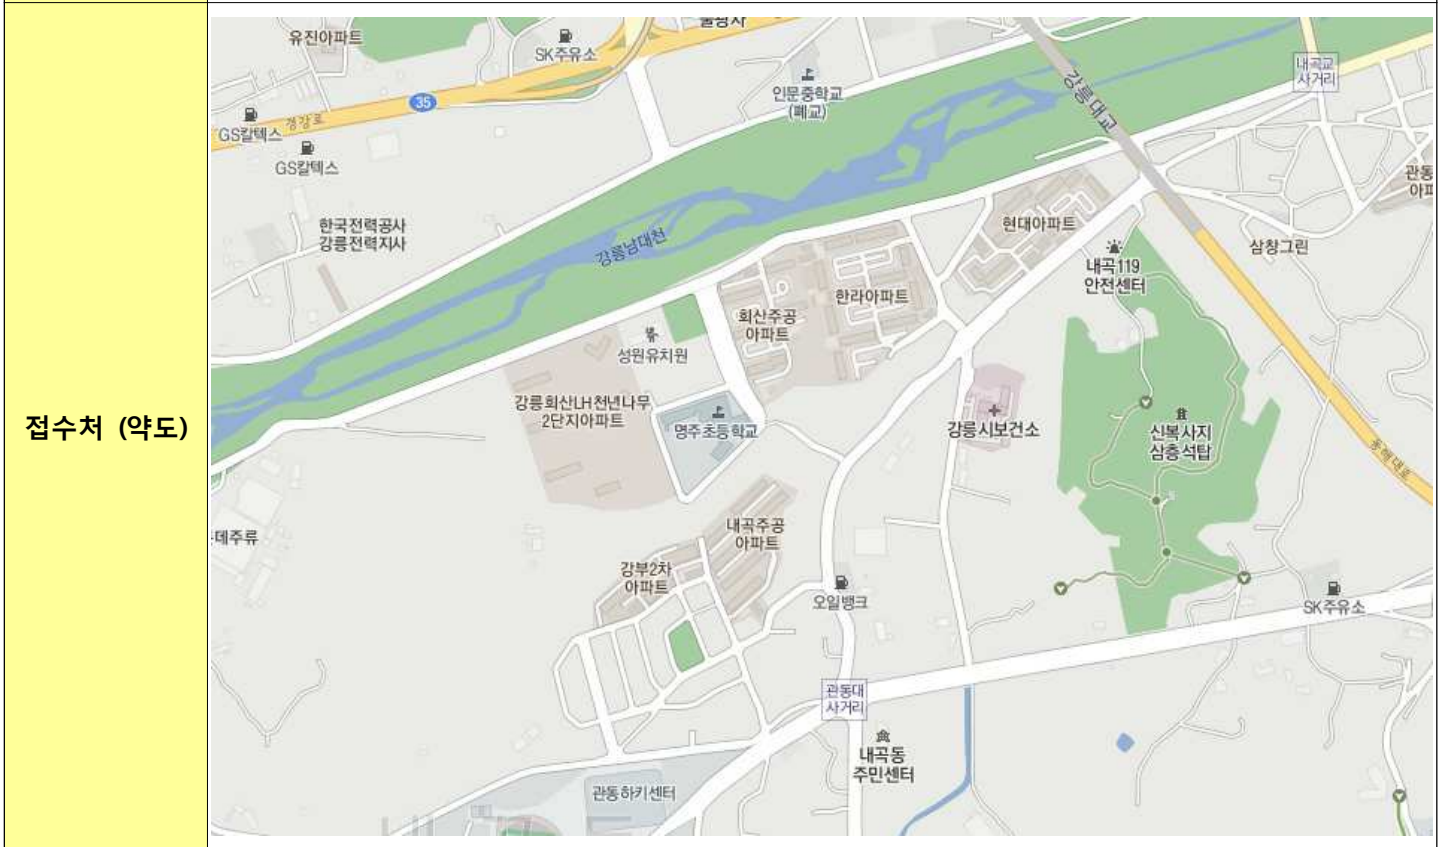 접수처 (약도)
유진아파트
SK주유소
35
경강로
GS칼텍스
GS칼텍스
인문중학교
(폐교)
강릉대교
내곡교
사거리
한국전력공사
강릉전력지사
강릉남대천
현대아파트
내곡119
안전센터
삼창그린
관동
한라아파트
회산주공
아파트
성원유치원
강릉회산LH천년나무
2단지아파트
명주초등학교
강릉시보건소
신복사지
삼층석탑
동해대로
데주류
내곡주공
아파트
강부2차
아파트
오일뱅크
SK주유소
관동대
사거리
내곡동
주민센터
관동하키센터